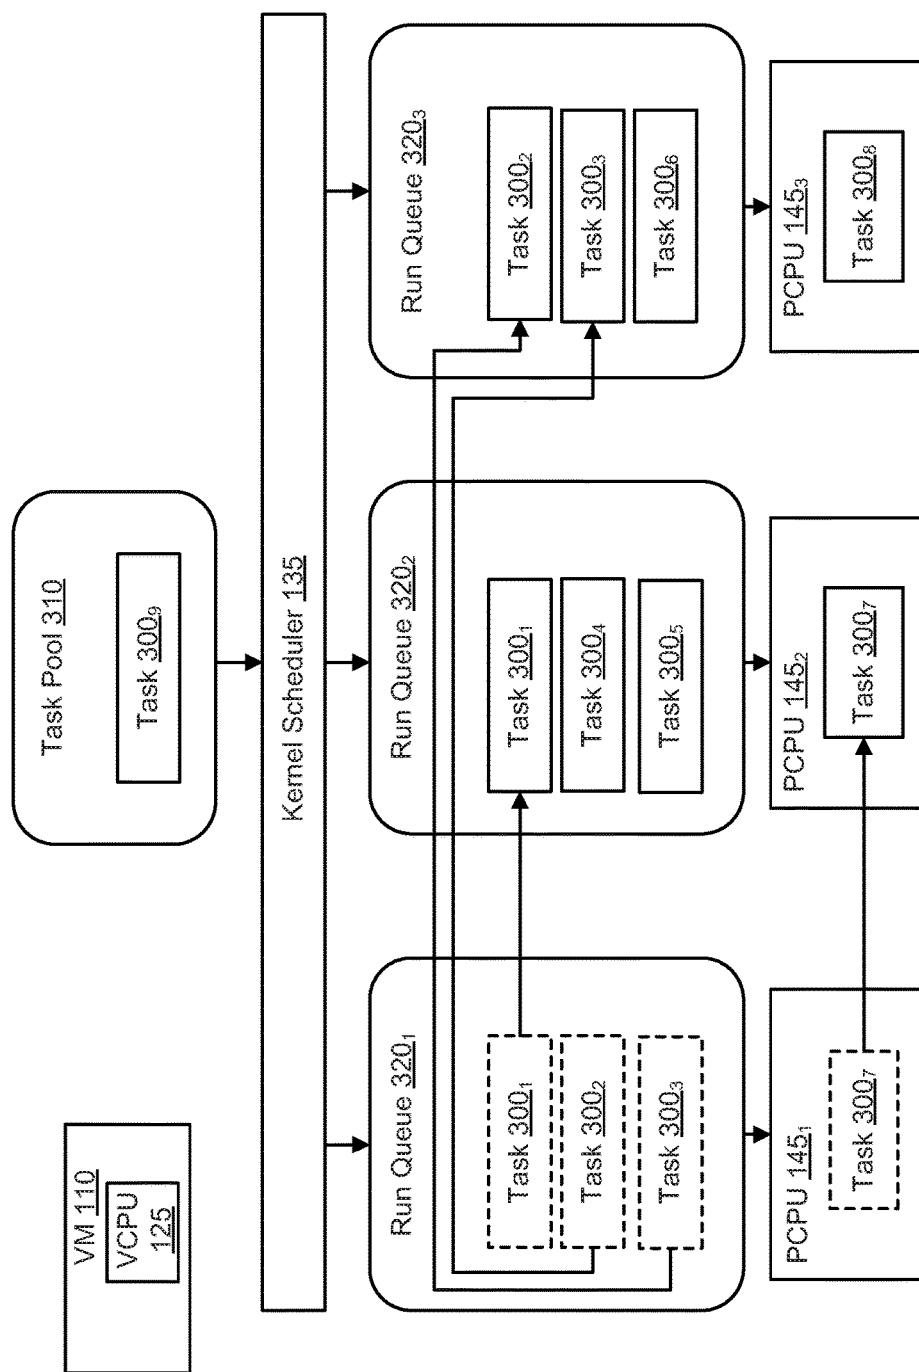 VM 110
VCPU
125
Task Pool 310
Task 300₉
Kernel Scheduler 135
Run Queue 320₁
Task 300₁
Task 300₂
Task 300₃
Run Queue 320₂
Task 300₁
Task 300₄
Task 300₅
Run Queue 320₃
Task 300₂
Task 300₃
Task 300₆
PCPU 145₁
Task 300₇
PCPU 145₂
Task 300₇
PCPU 145₃
Task 300₈